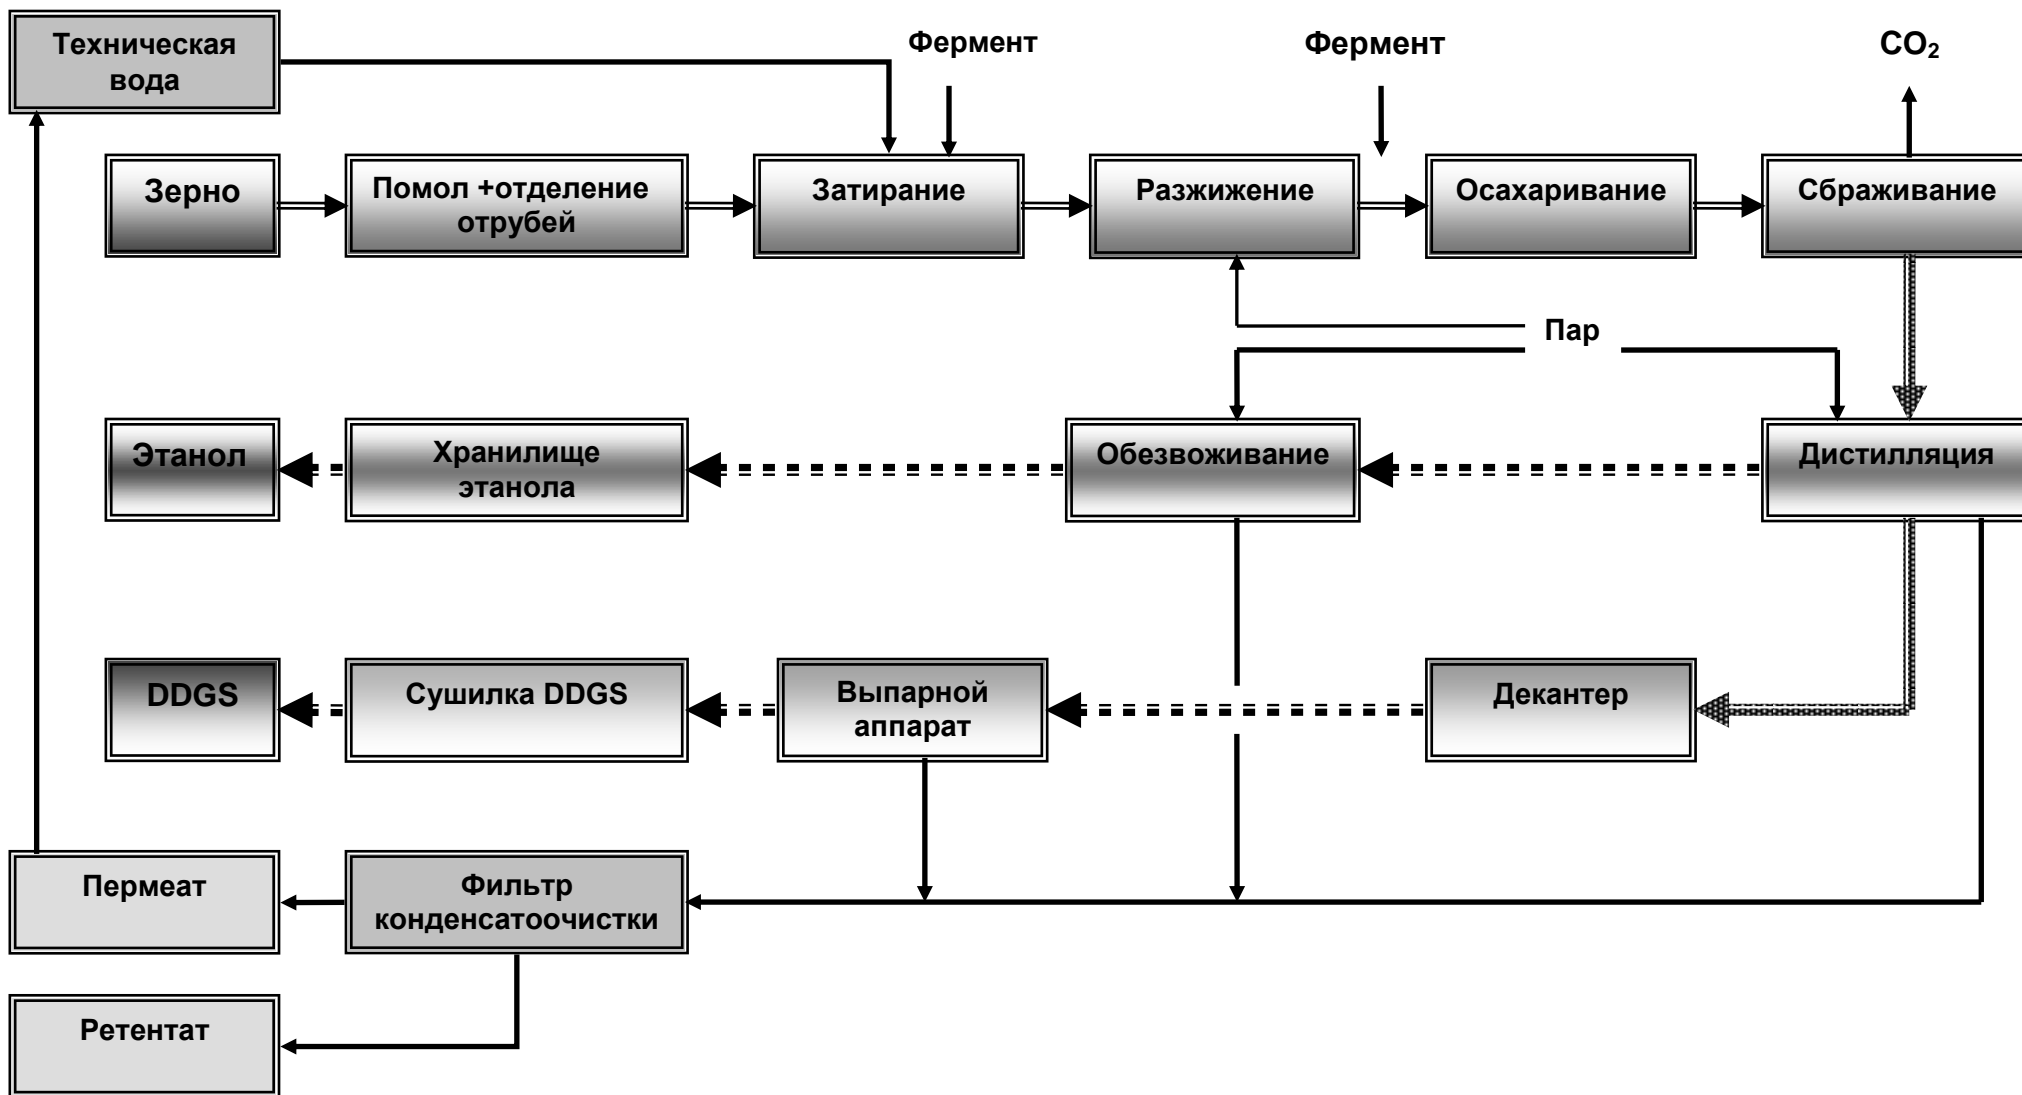 Техническая
вода
Фермент
Фермент
CO₂
Зерно
Помол +отделение
отрубей
Затирание
Разжижение
Осахаривание
Сбраживание
Пар
Этанол
Хранилище
этанола
Обезвоживание
Дистилляция
DDGS
Сушилка DDGS
Выпарной
аппарат
Декантер
Пермеат
Фильтр
конденсатоочистки
Ретентат